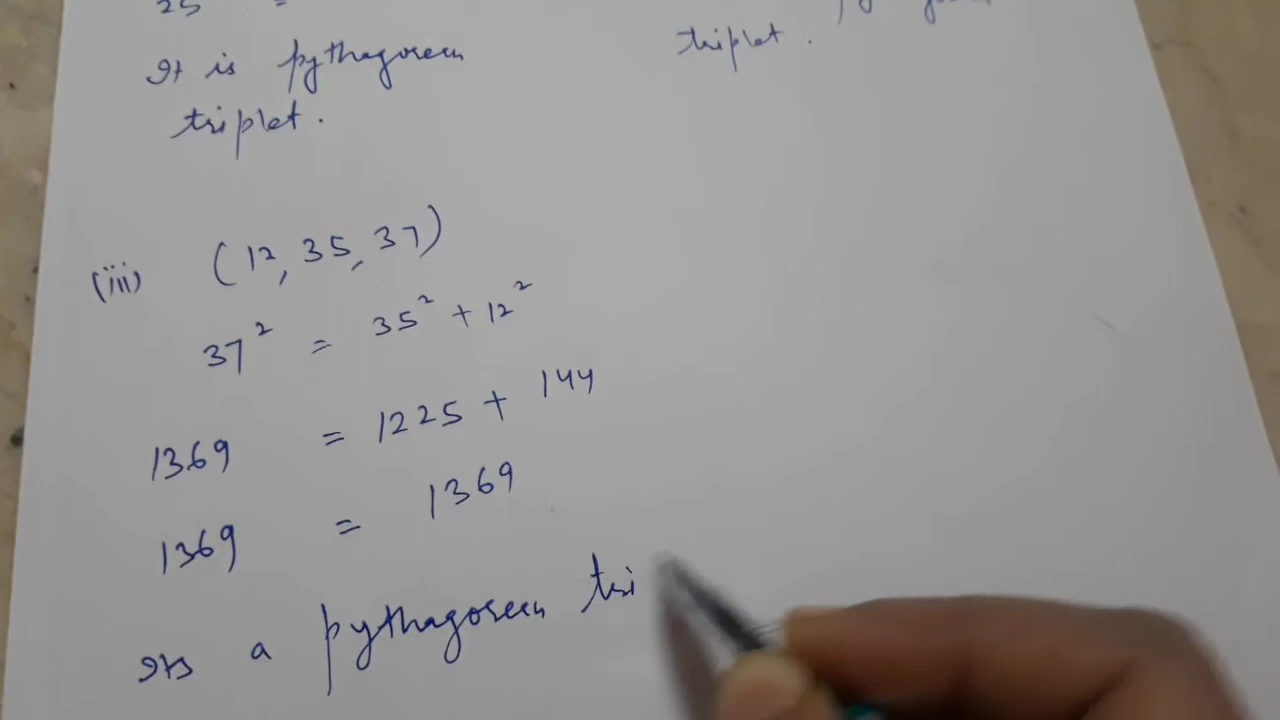 25 =
It is pythagorean
triplet.
triplet.
(iii) (12, 35, 37)
37² = 35² + 12²
1369 = 1225 + 144
1369 = 1369
Its a pythagorean tri